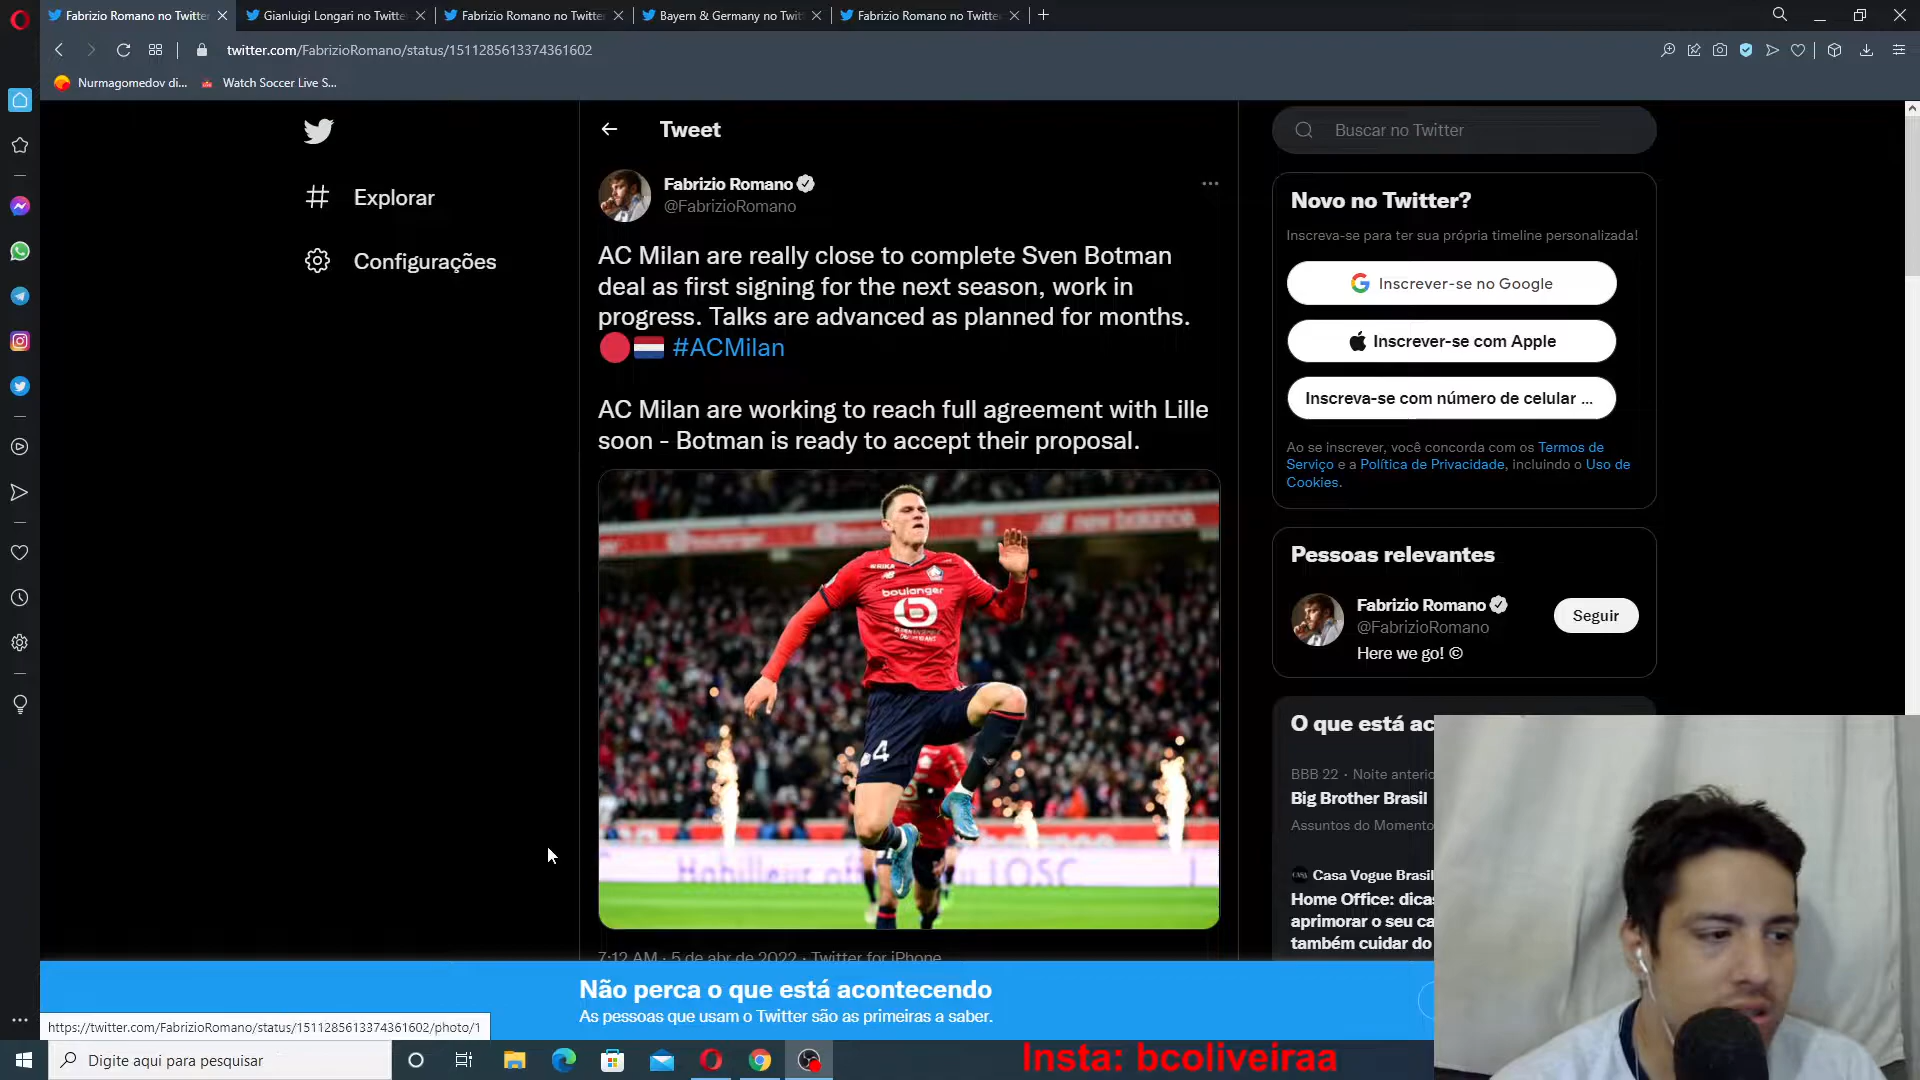 Fabrizio Romano no Twitte
Gianluigi Longari no Twitte
Fabrizio Romano no Twitte
Bayern & Germany no Twit
Fabrizio Romano no Twitte
twitter.com/FabrizioRomano/status/1511285613374361602
Nurmagomedov di...
Watch Soccer Live S...
Explorar
Configurações
Tweet
Fabrizio Romano
@FabrizioRomano
AC Milan are really close to complete Sven Botman
deal as first signing for the next season, work in
progress. Talks are advanced as planned for months.
#ACMilan
AC Milan are working to reach full agreement with Lille
soon - Botman is ready to accept their proposal.
new balance
boulanger
4
LOSC
7:12 AM · 5 de abr de 2022 · Twitter for iPhone
Buscar no Twitter
Novo no Twitter?
Inscreva-se para ter sua própria timeline personalizada!
Inscrever-se no Google
Inscrever-se com Apple
Inscreva-se com número de celular ...
Ao se inscrever, você concorda com os Termos de
Serviço e a Política de Privacidade, incluindo o Uso de
Cookies.
Pessoas relevantes
Fabrizio Romano
@FabrizioRomano
Seguir
Here we go! ©
O que está ac
BBB 22 · Noite anterio
Big Brother Brasil
Assuntos do Momento
Casa Vogue Brasil
Home Office: dicas
aprimorar o seu ca
também cuidar do
Não perca o que está acontecendo
As pessoas que usam o Twitter são as primeiras a saber.
https://twitter.com/FabrizioRomano/status/1511285613374361602/photo/1
Digite aqui para pesquisar
Insta: bcoliveiraa